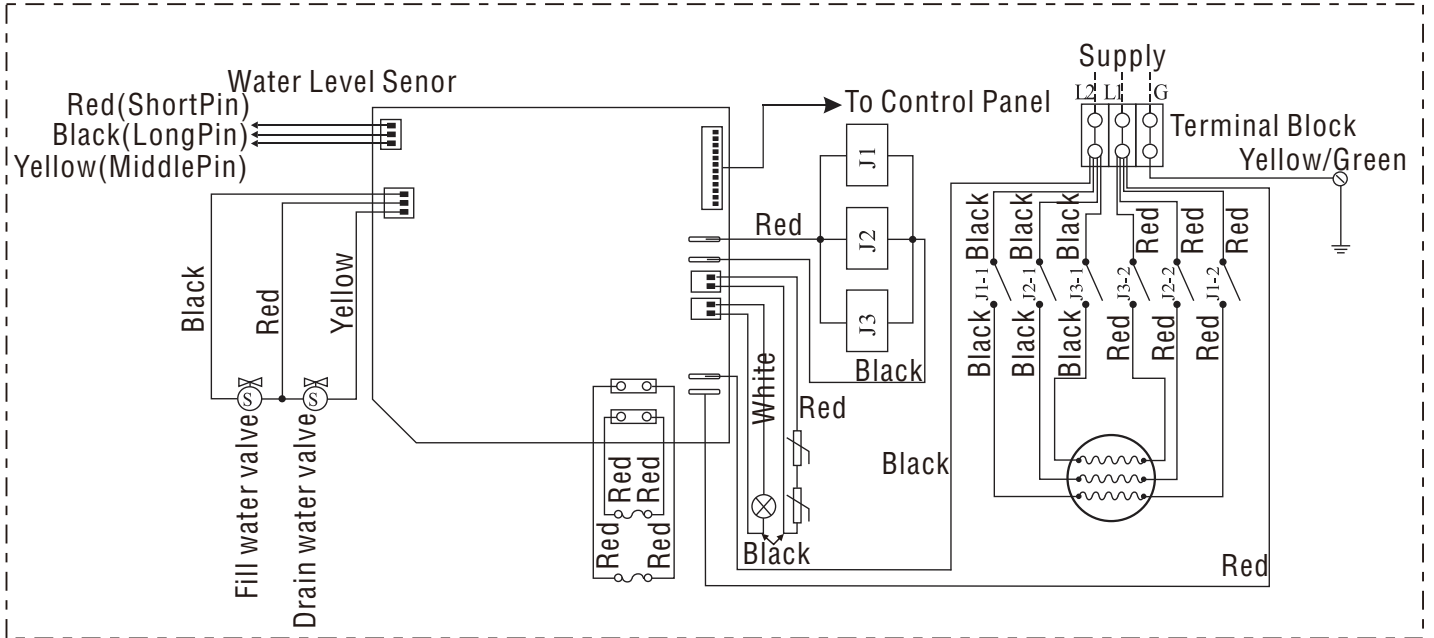 Supply
Water Level Senor
Red(ShortPin)
Black(LongPin)
Yellow(MiddlePin)
To Control Panel
L2 L1 G
Terminal Block
Yellow/Green
J1
J2
J3
Red
Black
Black
Black
Black
Red
Red
Red
J1-1
J2-1
J3-1
J3-2
J2-2
J1-2
Black
Black
Black
Red
Red
Red
Black
Red
Yellow
S
S
Fill water valve
Drain water valve
White
Red
Black
Red
Red
Red
Red
Black
Red